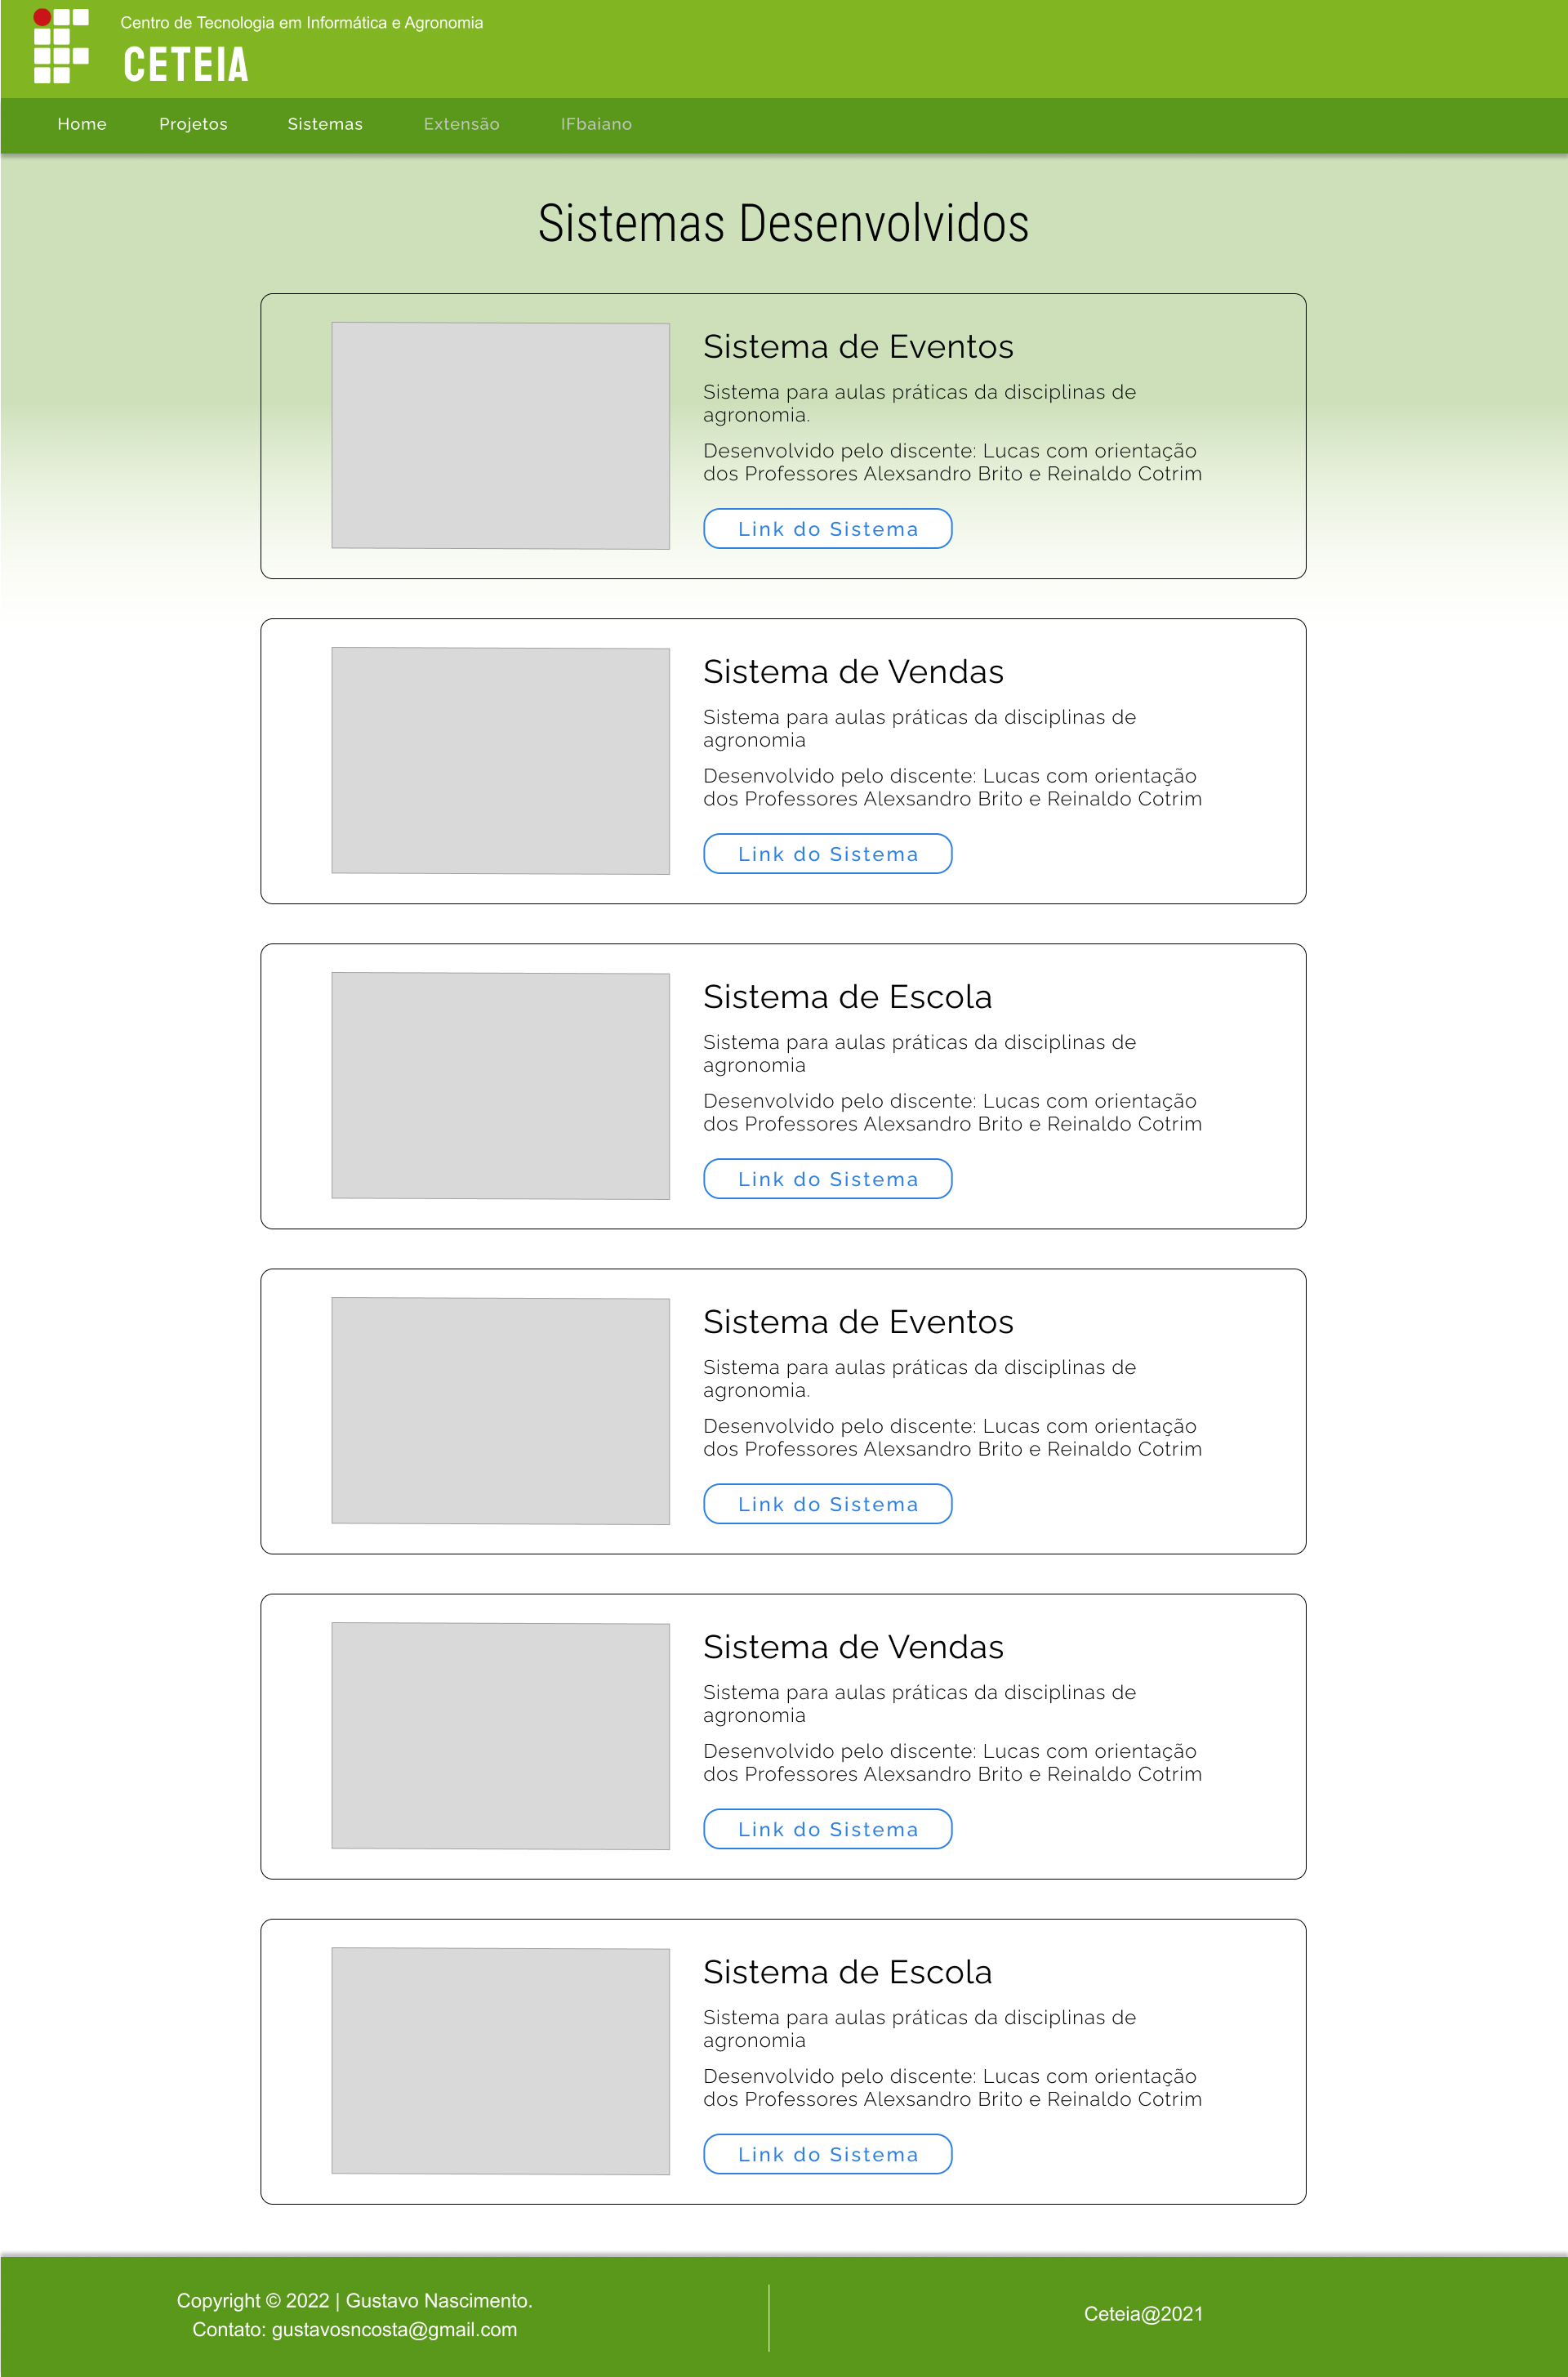 Centro de Tecnologia em Informática e Agronomia
CETEIA
Home Projetos Sistemas Extensão IFbaiano
Sistemas Desenvolvidos
Sistema de Eventos
Sistema para aulas práticas da disciplinas de
agronomia.
Desenvolvido pelo discente: Lucas com orientação
dos Professores Alexsandro Brito e Reinaldo Cotrim
Link do Sistema
Sistema de Vendas
Sistema para aulas práticas da disciplinas de
agronomia
Desenvolvido pelo discente: Lucas com orientação
dos Professores Alexsandro Brito e Reinaldo Cotrim
Link do Sistema
Sistema de Escola
Sistema para aulas práticas da disciplinas de
agronomia
Desenvolvido pelo discente: Lucas com orientação
dos Professores Alexsandro Brito e Reinaldo Cotrim
Link do Sistema
Sistema de Eventos
Sistema para aulas práticas da disciplinas de
agronomia.
Desenvolvido pelo discente: Lucas com orientação
dos Professores Alexsandro Brito e Reinaldo Cotrim
Link do Sistema
Sistema de Vendas
Sistema para aulas práticas da disciplinas de
agronomia
Desenvolvido pelo discente: Lucas com orientação
dos Professores Alexsandro Brito e Reinaldo Cotrim
Link do Sistema
Sistema de Escola
Sistema para aulas práticas da disciplinas de
agronomia
Desenvolvido pelo discente: Lucas com orientação
dos Professores Alexsandro Brito e Reinaldo Cotrim
Link do Sistema
Copyright © 2022 | Gustavo Nascimento.
Contato: gustavosncosta@gmail.com
Ceteia@2021